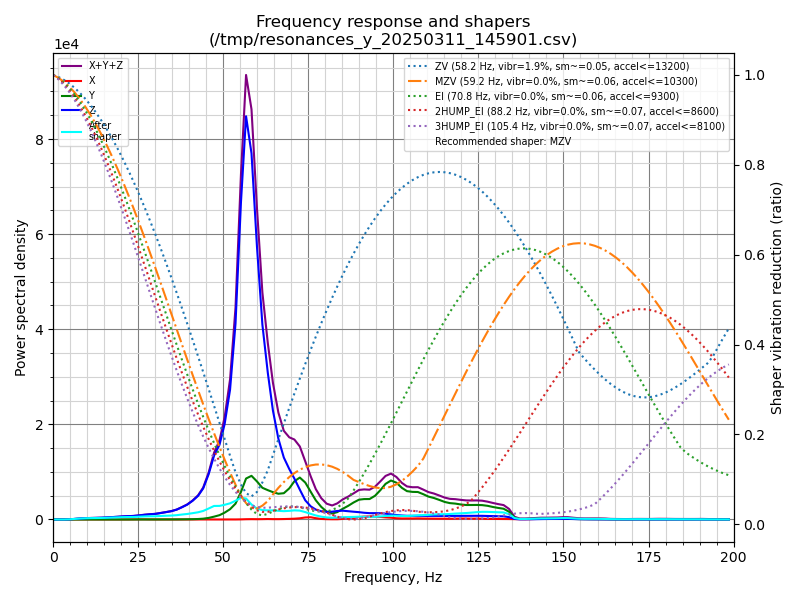 Frequency response and shapers
(/tmp/resonances_y_20250311_145901.csv)
1e4
X+Y+Z
X
Y
Z
After
shaper
ZV (58.2 Hz, vibr=1.9%, sm~=0.05, accel<=13200)
MZV (59.2 Hz, vibr=0.0%, sm~=0.06, accel<=10300)
EI (70.8 Hz, vibr=0.0%, sm~=0.06, accel<=9300)
2HUMP_EI (88.2 Hz, vibr=0.0%, sm~=0.07, accel<=8600)
3HUMP_EI (105.4 Hz, vibr=0.0%, sm~=0.07, accel<=8100)
Recommended shaper: MZV
8
6
4
2
0
Power spectral density
1.0
0.8
0.6
0.4
0.2
0.0
Shaper vibration reduction (ratio)
0 25 50 75 100 125 150 175 200
Frequency, Hz